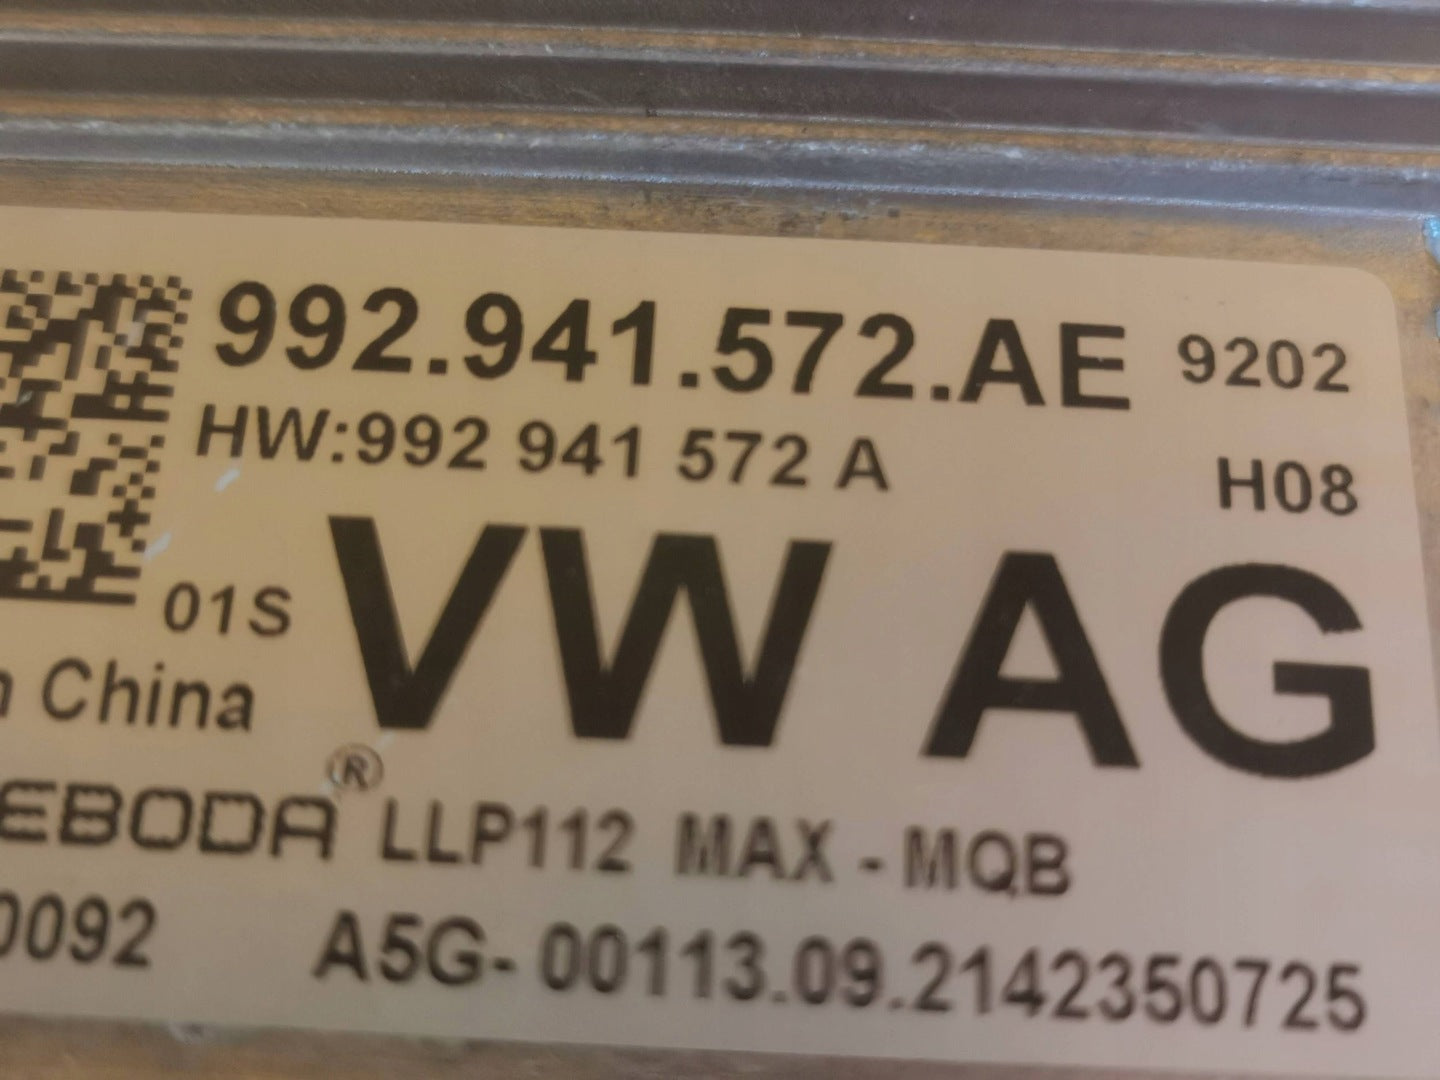 992.941.572.AE 9202
HW:992 941 572 A H08
VW AG
01S
China
EBODA® LLP112 MAX - MQB
0092 A5G- 00113.09.2142350725